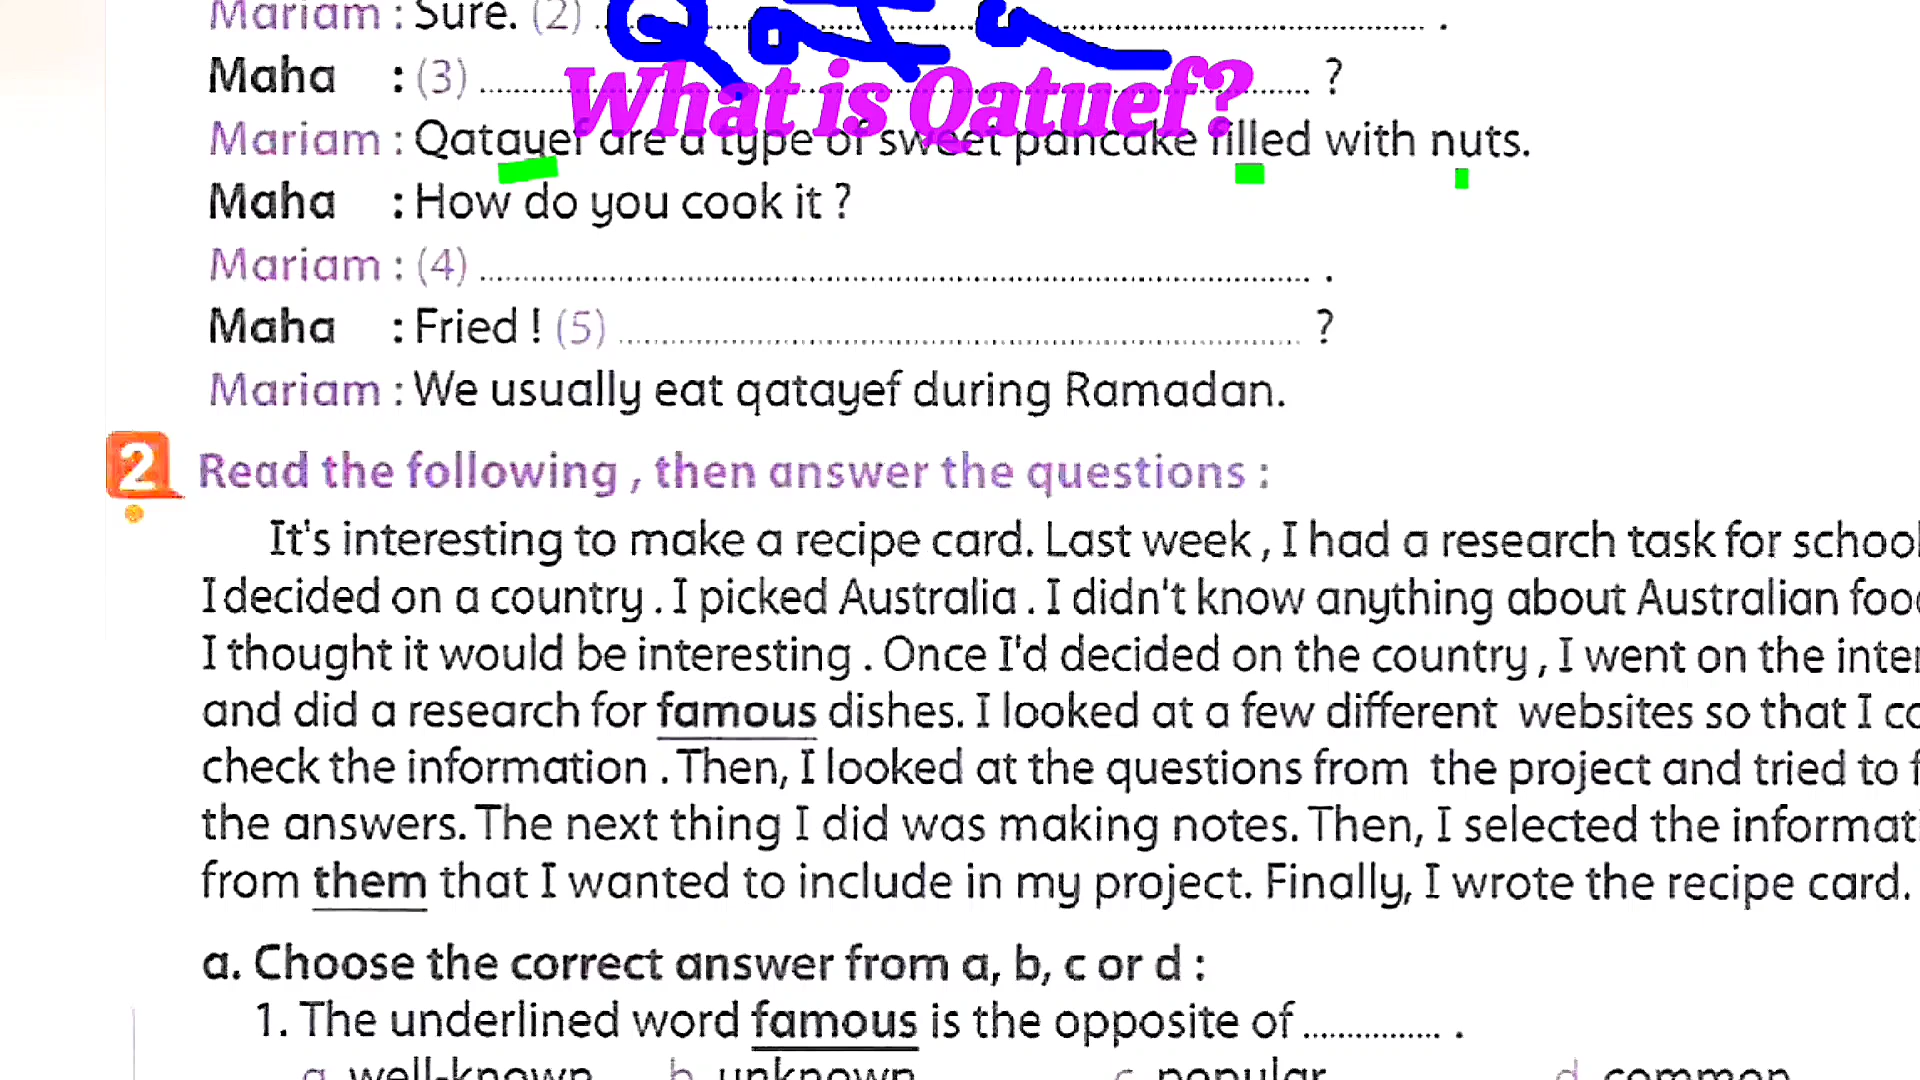 Mariam : Sure. (2) .................... .
Qata
Maha : (3) .................... ?
What is Qatuef?
Mariam : Qatayef are a type of sweet pancake filled with nuts.
Maha : How do you cook it ?
Mariam : (4) .................... .
Maha : Fried ! (5) .................... ?
Mariam : We usually eat qatayef during Ramadan.
2 Read the following , then answer the questions :
It's interesting to make a recipe card. Last week , I had a research task for school
I decided on a country . I picked Australia . I didn't know anything about Australian
I thought it would be interesting . Once I'd decided on the country , I went on the
and did a research for famous dishes. I looked at a few different websites so that I
check the information . Then, I looked at the questions from the project and tried to
the answers. The next thing I did was making notes. Then, I selected the
from them that I wanted to include in my project. Finally, I wrote the recipe card.
a. Choose the correct answer from a, b, c or d :
1. The underlined word famous is the opposite of ............... .
a. well-known b. unknown c. popular d. common